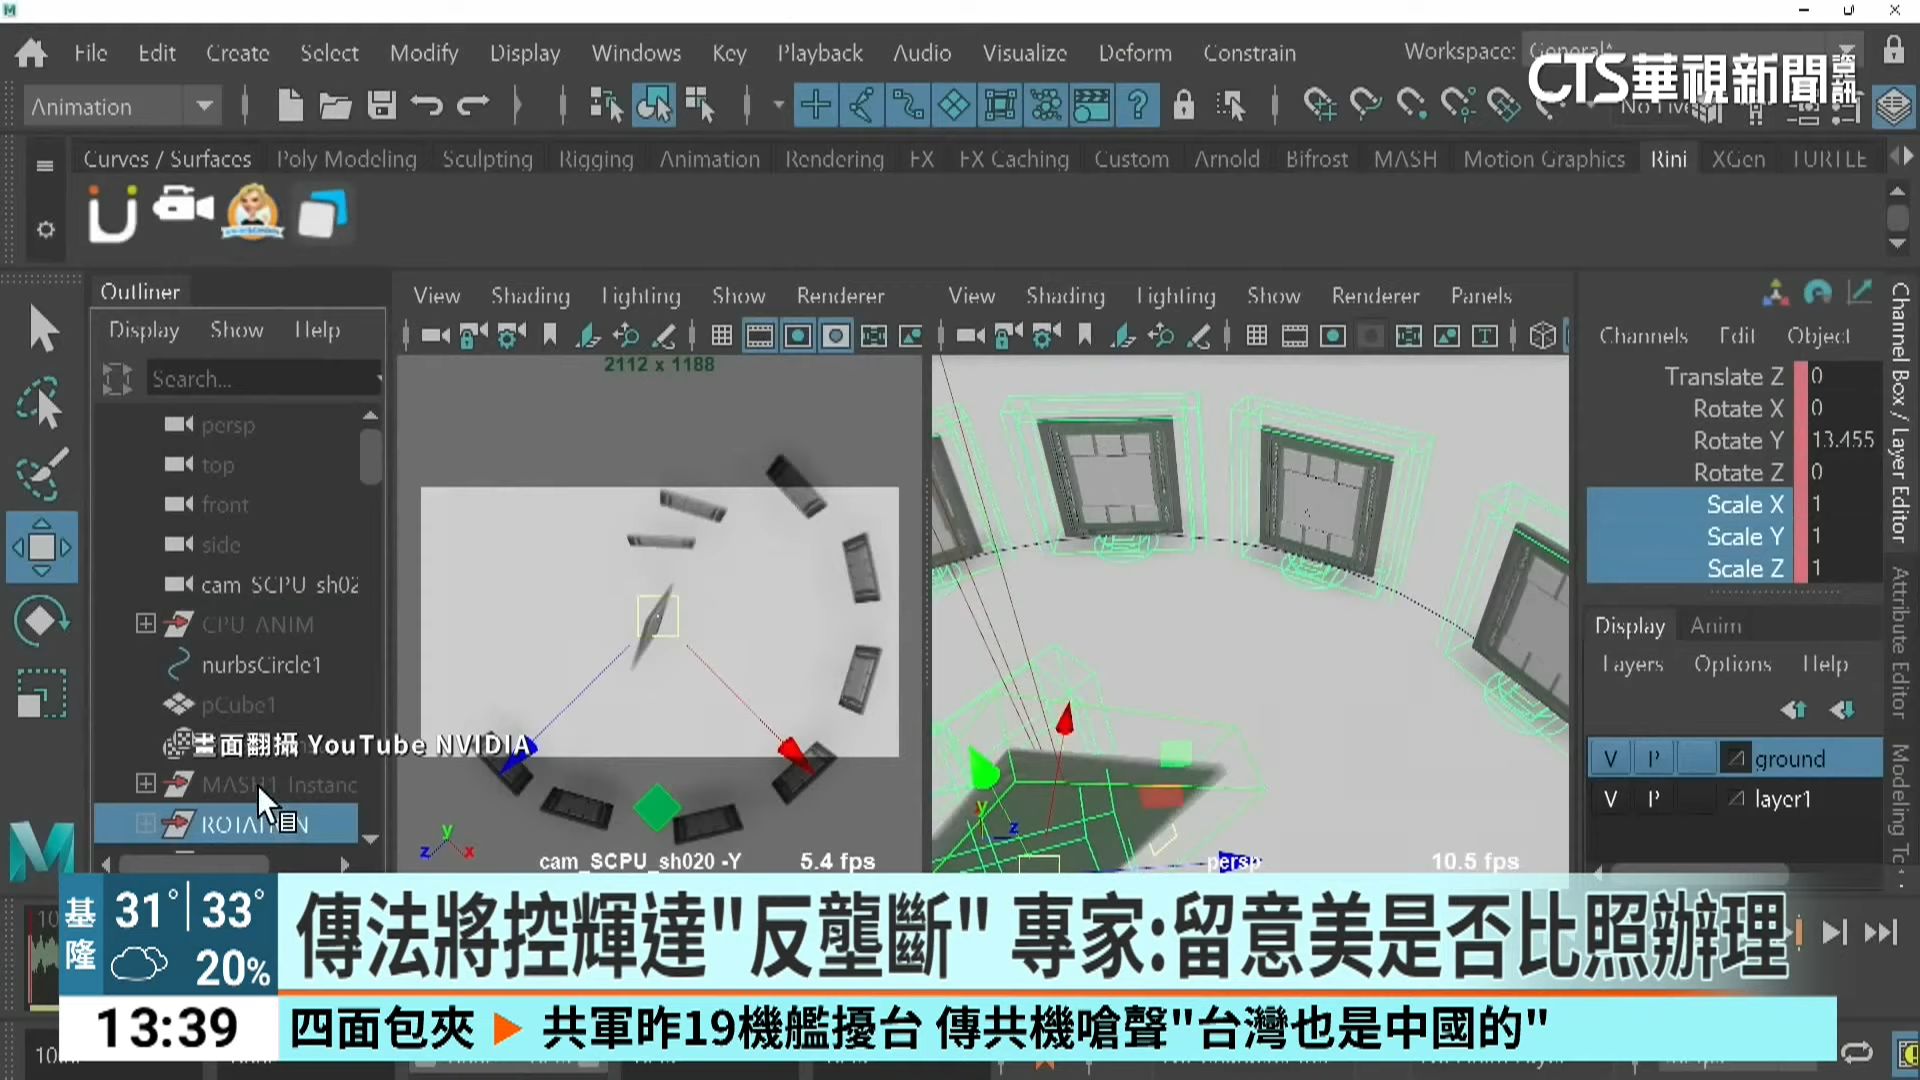 File Edit Create Select Modify Display Windows Key Playback Audio Visualize Deform Constrain
Workspace: General*
CTS華視新聞資訊
Animation
Curves / Surfaces Poly Modeling Sculpting Rigging Animation Rendering FX FX Caching Custom Arnold Bifrost MASH Motion Graphics Rini XGen TURTLE
Outliner
Display Show Help
Search...
persp
top
front
side
cam_SCPU_sh02
CPU_ANIM
nurbsCircle1
pCube1
畫面翻攝 YouTube NVIDIA
MASH1_Instanc
View Shading Lighting Show Renderer
2112 x 1188
y
z
x
cam_SCPU_sh020 -Y
5.4 fps
View Shading Lighting Show Renderer Panels
y
z
persp
10.5 fps
Channels Edit Object
Translate Z 0
Rotate X 0
Rotate Y 13.455
Rotate Z 0
Scale X 1
Scale Y 1
Scale Z 1
Display Anim
Layers Options Help
V P ground
V P layer1
Channel Box / Layer Editor
Attribute Editor
基隆
31° 33°
20%
傳法將控輝達"反壟斷" 專家:留意美是否比照辦理
13:39
四面包夾 ▶ 共軍昨19機艦擾台 傳共機嗆聲"台灣也是中國的"